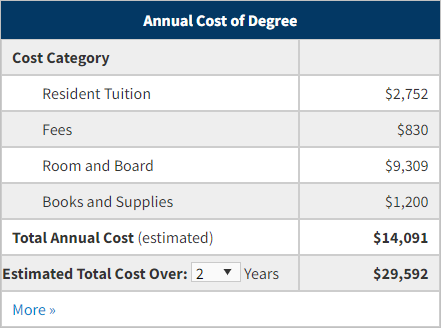 Annual Cost of Degree
Cost Category
Resident Tuition $2,752
Fees $830
Room and Board $9,309
Books and Supplies $1,200
Total Annual Cost (estimated) $14,091
Estimated Total Cost Over: 2 Years $29,592
More »